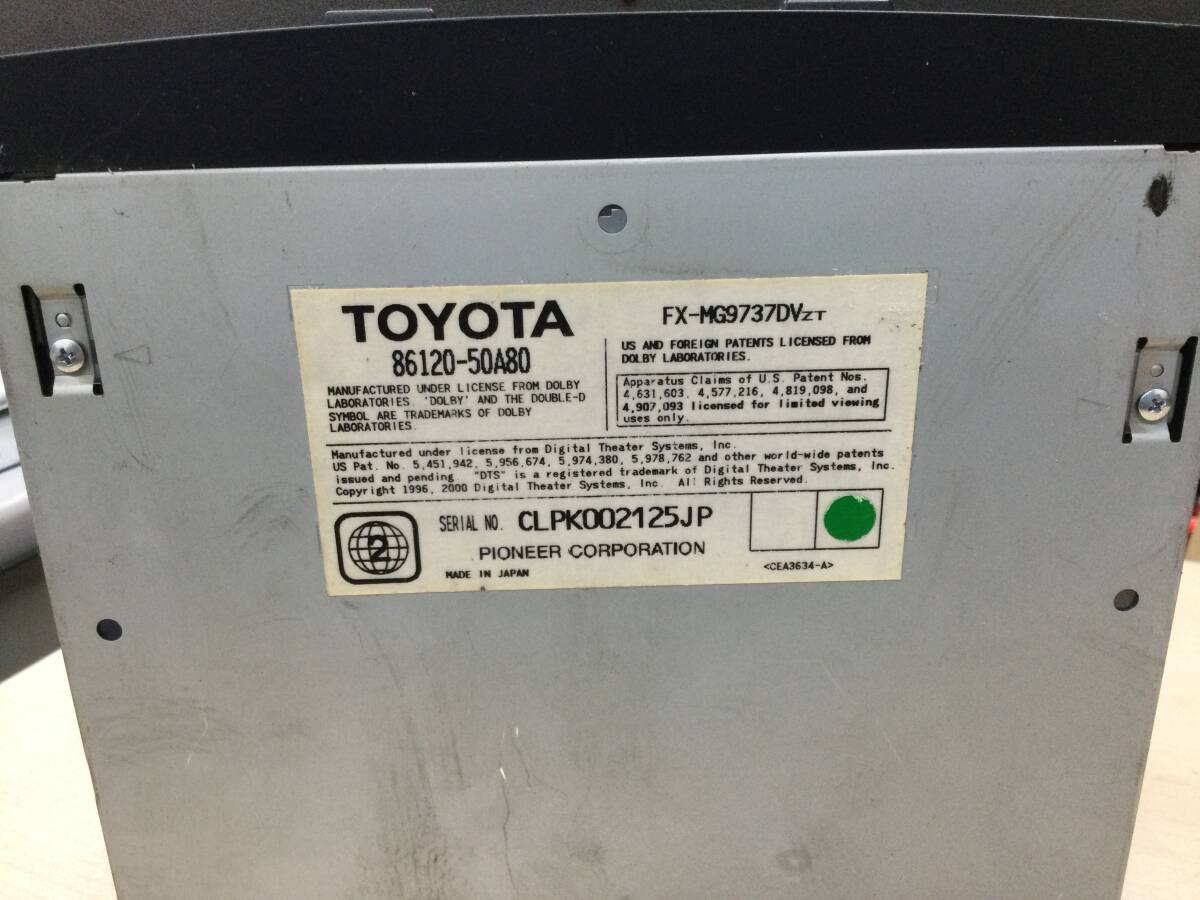 TOYOTA
86120-50A80
MANUFACTURED UNDER LICENSE FROM DOLBY
LABORATORIES. 'DOLBY' AND THE DOUBLE-D
SYMBOL ARE TRADEMARKS OF DOLBY
LABORATORIES.
FX-MG9737DVZT
US AND FOREIGN PATENTS LICENSED FROM
DOLBY LABORATORIES.
Apparatus Claims of U.S. Patent Nos.
4,631,603, 4,577,216, 4,819,098, and
4,907,093 licensed for limited viewing
uses only.
Manufactured under license from Digital Theater Systems, Inc.
US Pat. No. 5,451,942, 5,956,674, 5,974,380, 5,978,762 and other world-wide patents
issued and pending "DTS" is a registered trademark of Digital Theater Systems, Inc.
Copyright 1996, 2000 Digital Theater Systems, Inc. All Rights Reserved.
2
SERIAL NO. CLPK002125JP
PIONEER CORPORATION
MADE IN JAPAN
<CEA3634-A>